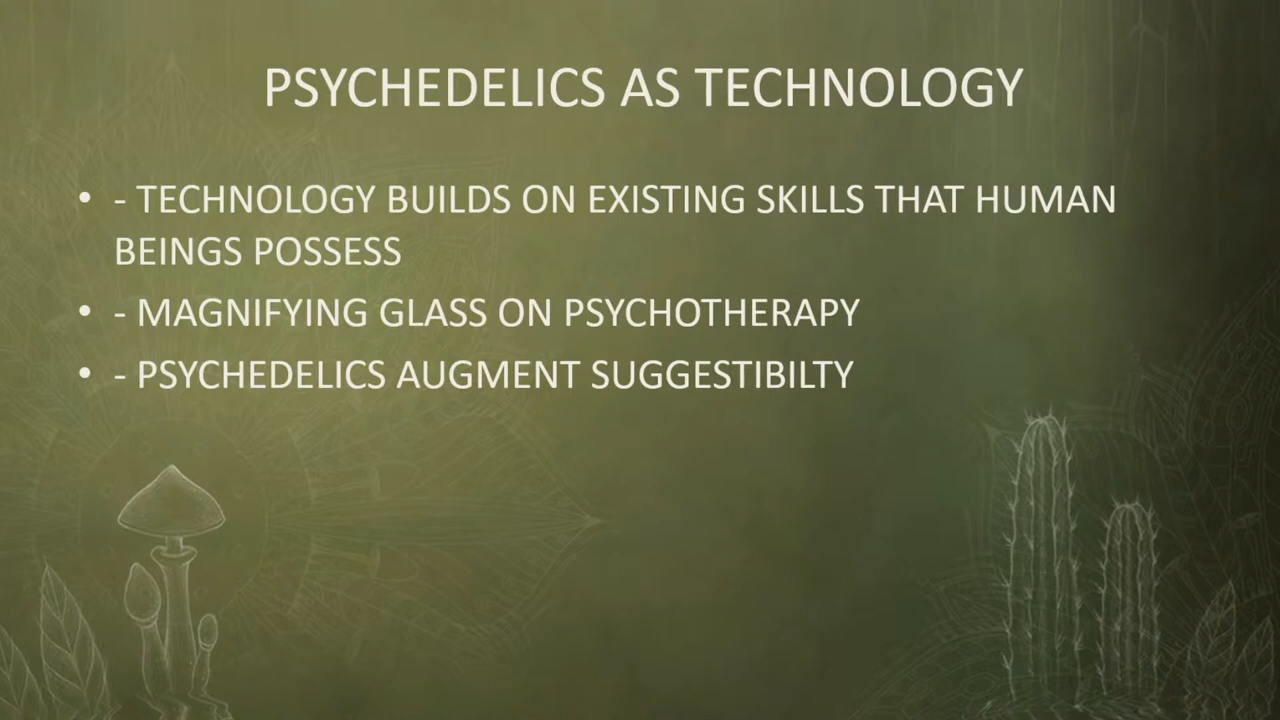 PSYCHEDELICS AS TECHNOLOGY
• - TECHNOLOGY BUILDS ON EXISTING SKILLS THAT HUMAN
BEINGS POSSESS
• - MAGNIFYING GLASS ON PSYCHOTHERAPY
• - PSYCHEDELICS AUGMENT SUGGESTIBILTY